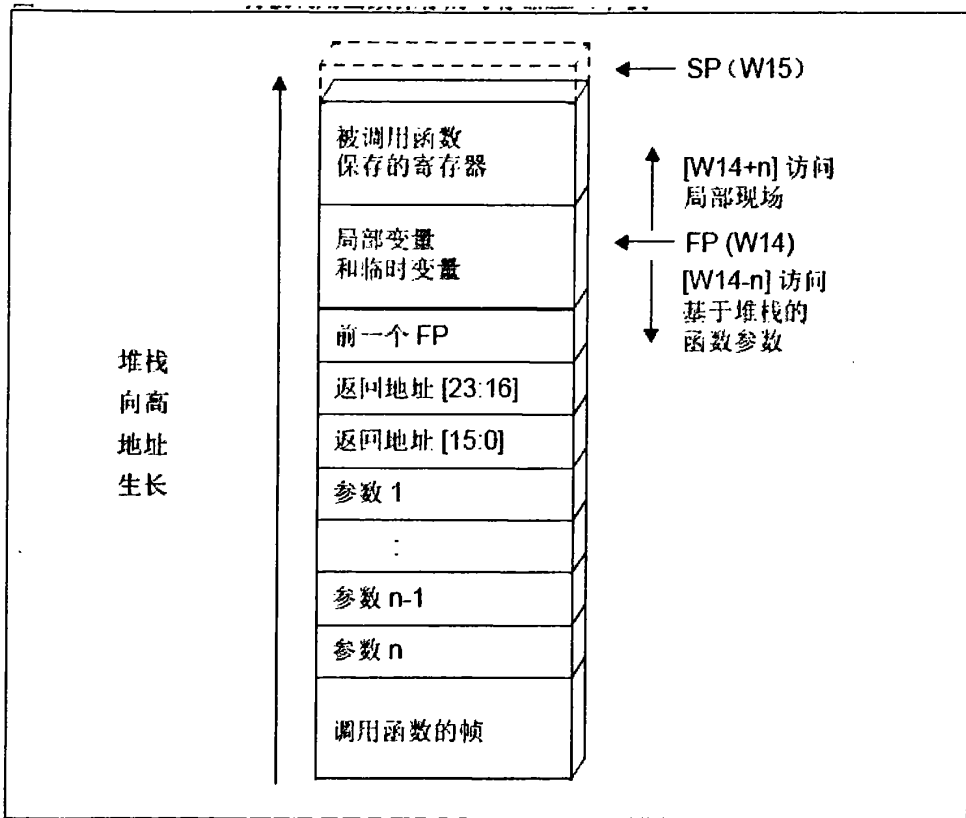 SP（W15）
被调用函数
保存的寄存器
[W14+n] 访问
局部现场
局部变量
和临时变量
FP (W14)
[W14-n] 访问
基于堆栈的
函数参数
前一个 FP
返回地址 [23:16]
返回地址 [15:0]
参数 1
:
参数 n-1
参数 n
调用函数的帧
堆栈
向高
地址
生长